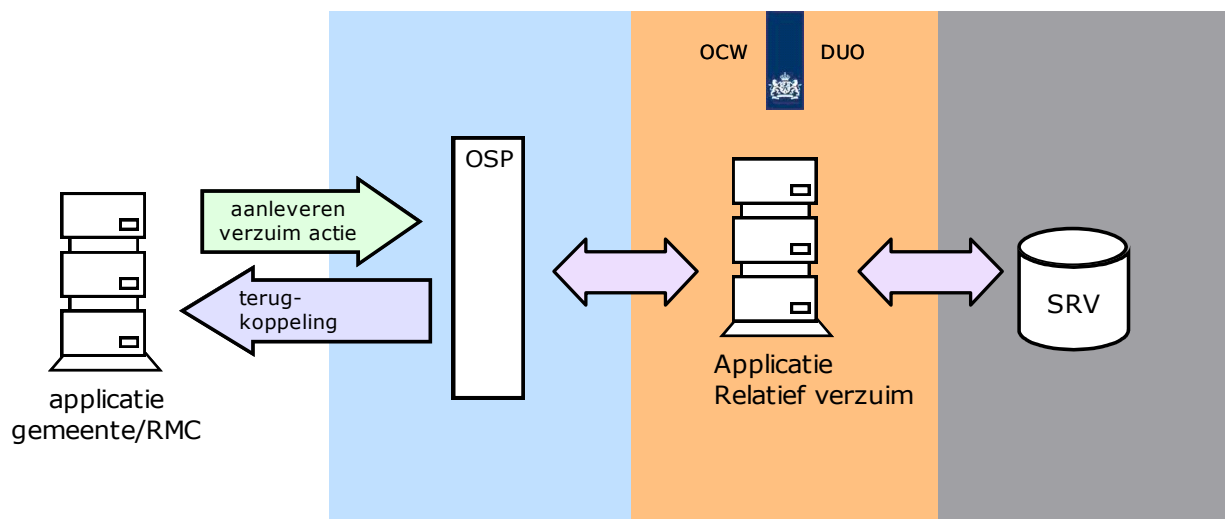 OCW DUO
OSP
aanleveren
verzuim actie
terug-
koppeling
SRV
Applicatie
Relatief verzuim
applicatie
gemeente/RMC